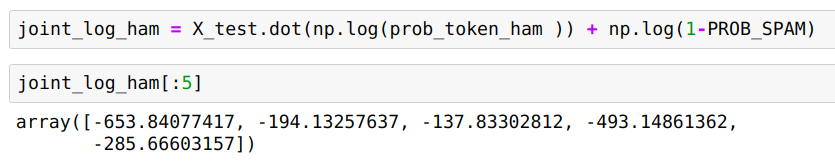 joint_log_ham = X_test.dot(np.log(prob_token_ham )) + np.log(1-PROB_SPAM)
joint_log_ham[:5]
array([-653.84077417, -194.13257637, -137.83302812, -493.14861362,
-285.66603157])